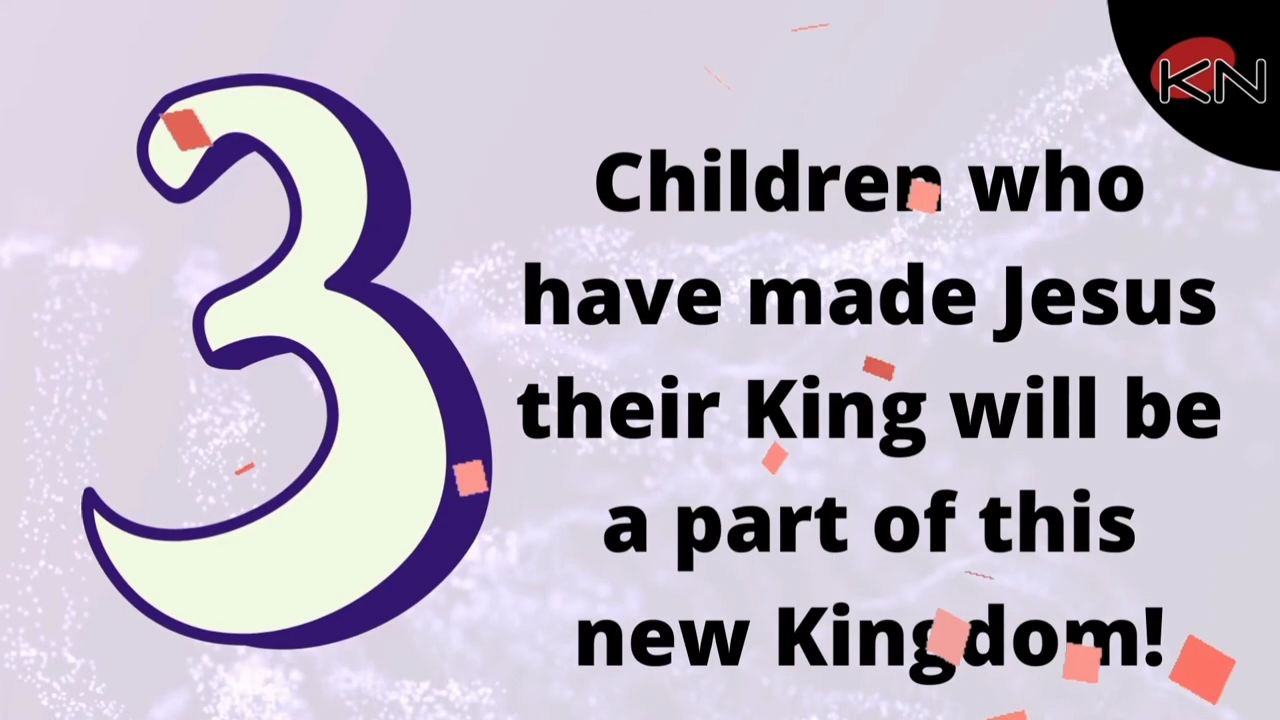 3
Children who
have made Jesus
their King will be
a part of this
new Kingdom!
KN